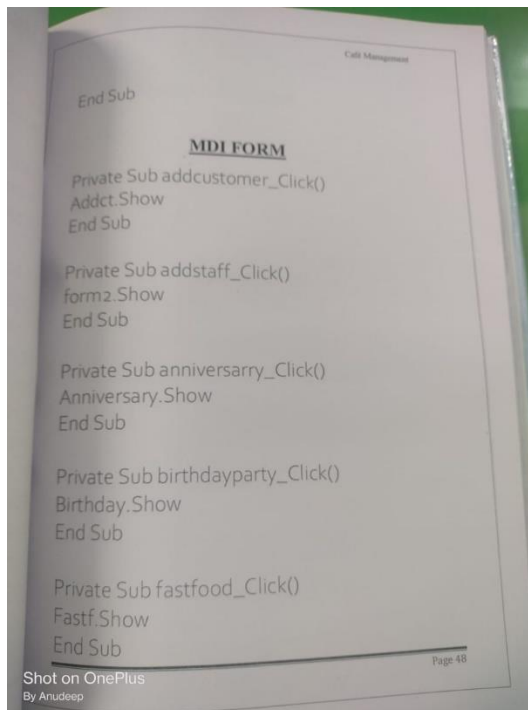 Café Management
End Sub
MDI FORM
Private Sub addcustomer_Click()
Addct.Show
End Sub
Private Sub addstaff_Click()
form2.Show
End Sub
Private Sub anniversarry_Click()
Anniversary.Show
End Sub
Private Sub birthdayparty_Click()
Birthday.Show
End Sub
Private Sub fastfood_Click()
Fastf.Show
End Sub
Page 48
Shot on OnePlus
By Anudeep